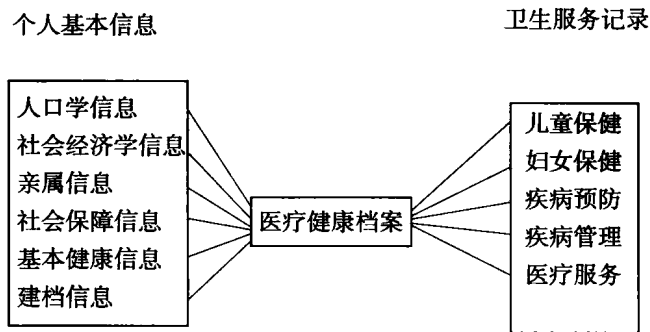 个人基本信息
卫生服务记录
人口学信息
社会经济学信息
亲属信息
社会保障信息
基本健康信息
建档信息
医疗健康档案
儿童保健
妇女保健
疾病预防
疾病管理
医疗服务